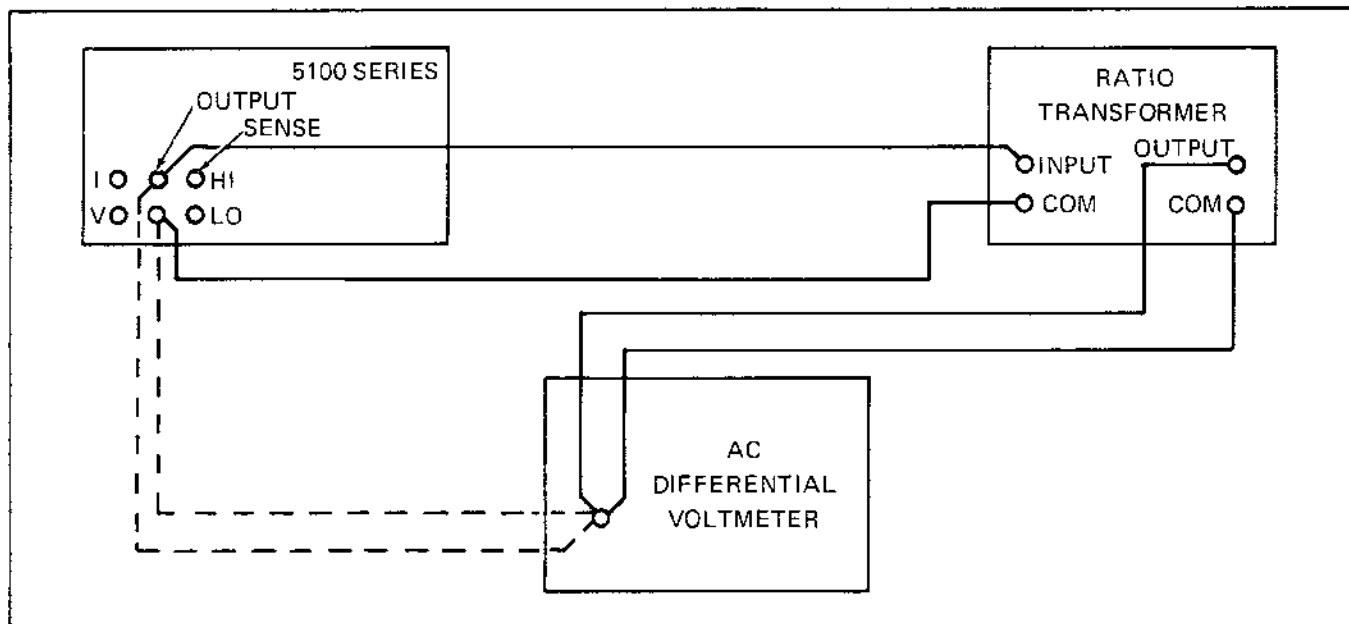 5100 SERIES
OUTPUT
SENSE
I HI
V LO
RATIO
TRANSFORMER
INPUT OUTPUT
COM COM
AC
DIFFERENTIAL
VOLTMETER